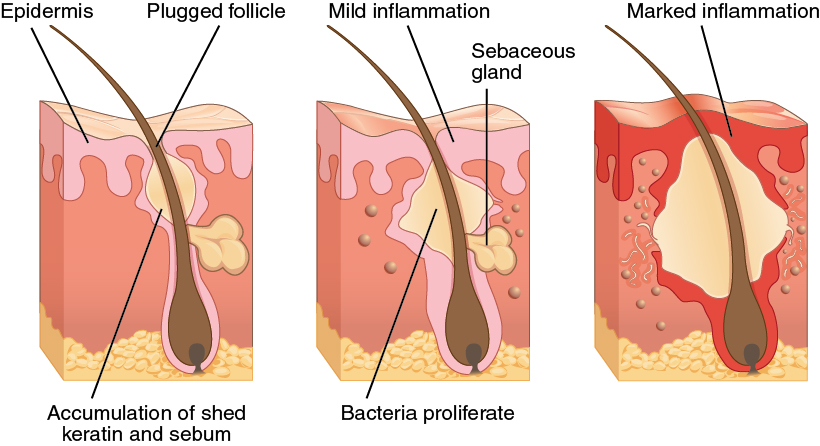 Epidermis
Plugged follicle
Mild inflammation
Marked inflammation
Sebaceous
gland
Accumulation of shed
keratin and sebum
Bacteria proliferate